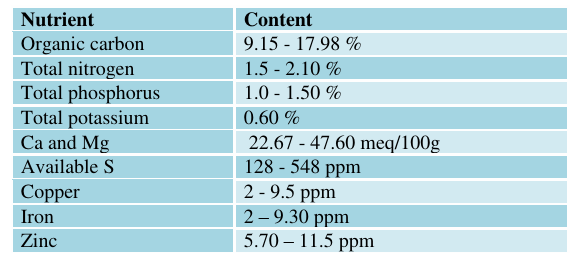 Nutrient Content
Organic carbon 9.15 - 17.98 %
Total nitrogen 1.5 - 2.10 %
Total phosphorus 1.0 - 1.50 %
Total potassium 0.60 %
Ca and Mg 22.67 - 47.60 meq/100g
Available S 128 - 548 ppm
Copper 2 - 9.5 ppm
Iron 2 – 9.30 ppm
Zinc 5.70 – 11.5 ppm